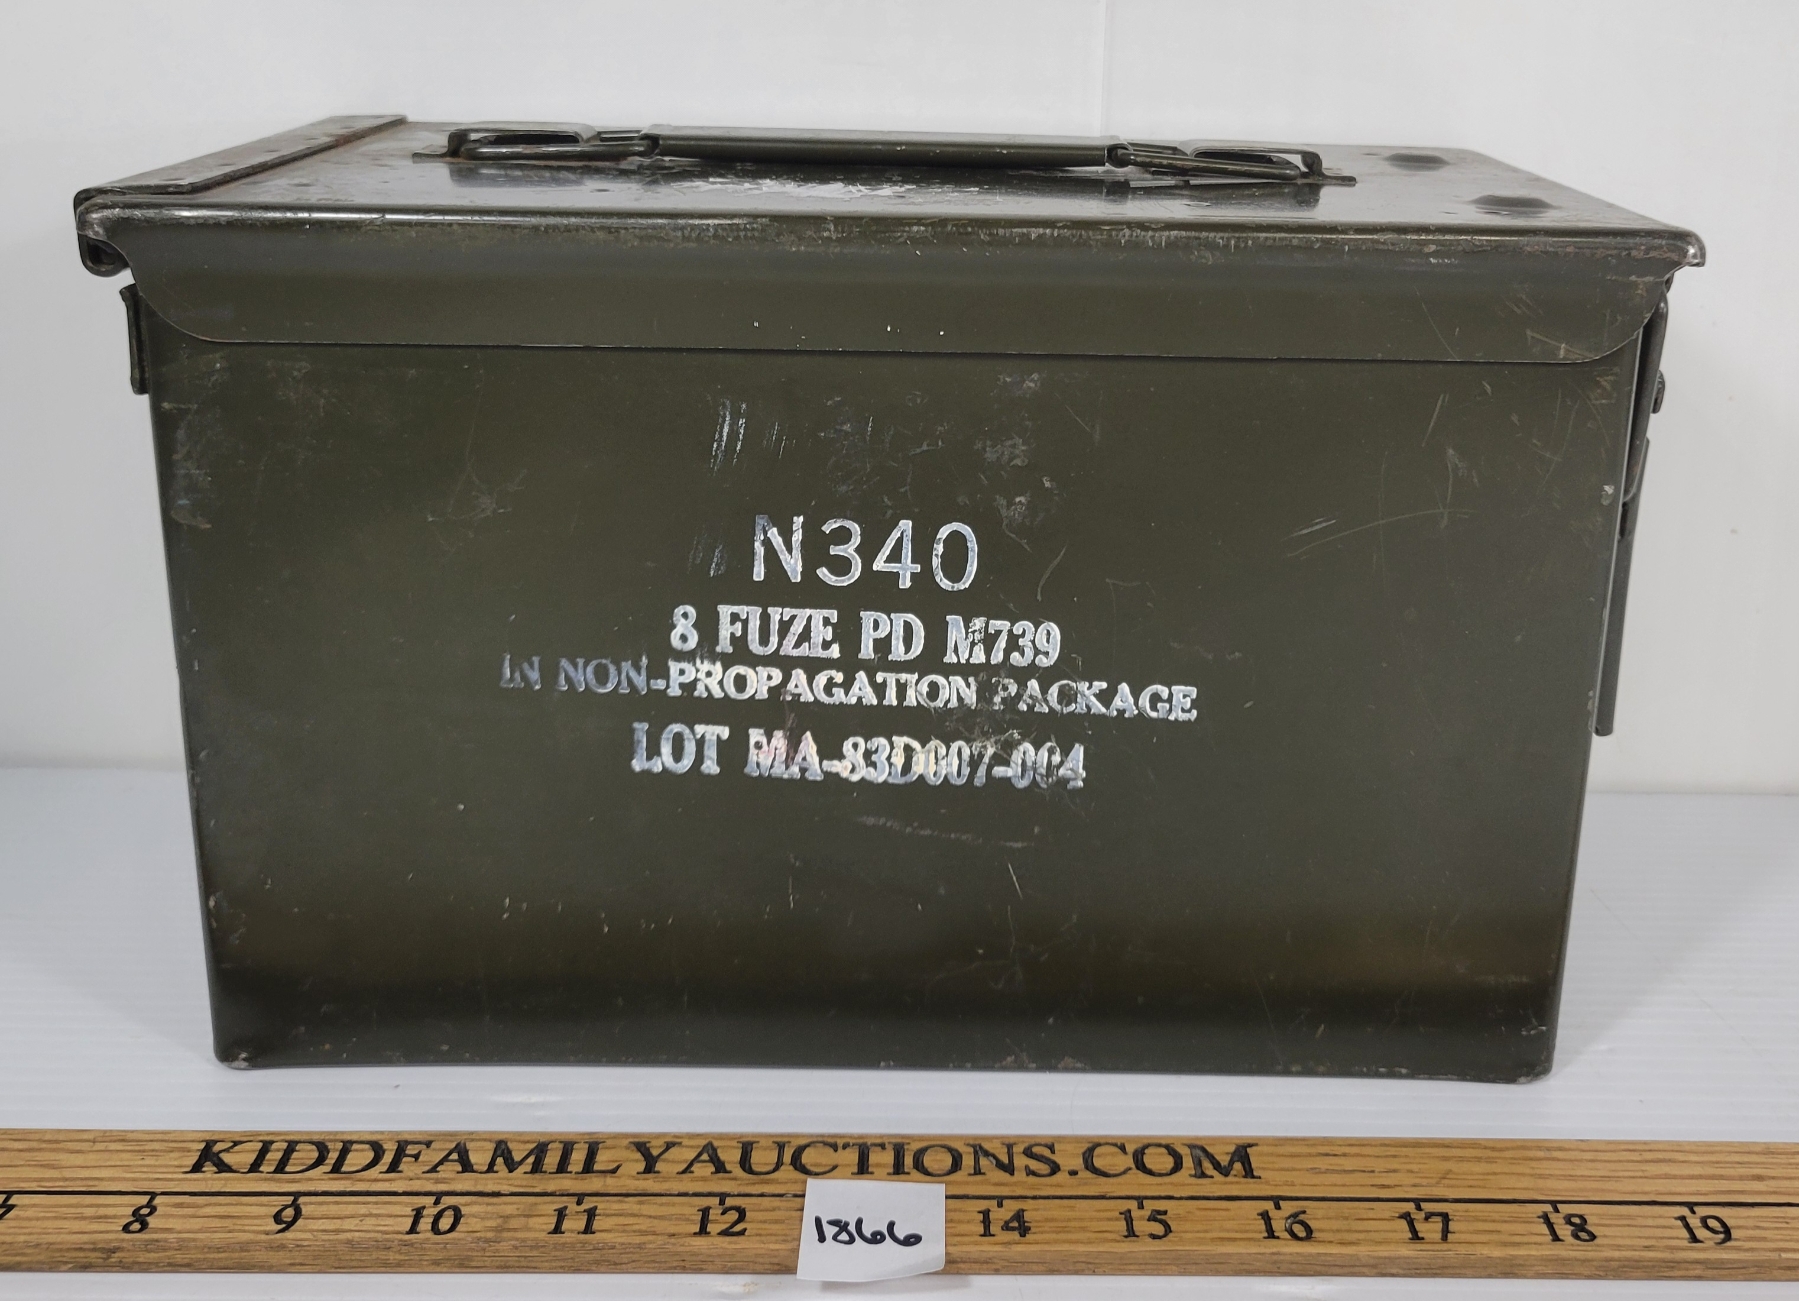 N340
8 FUZE PD M739
IN NON-PROPAGATION PACKAGE
LOT MA-83D007-004
KIDDFAMILYAUCTIONS.COM
7 8 9 10 11 12 1866 14 15 16 17 18 19